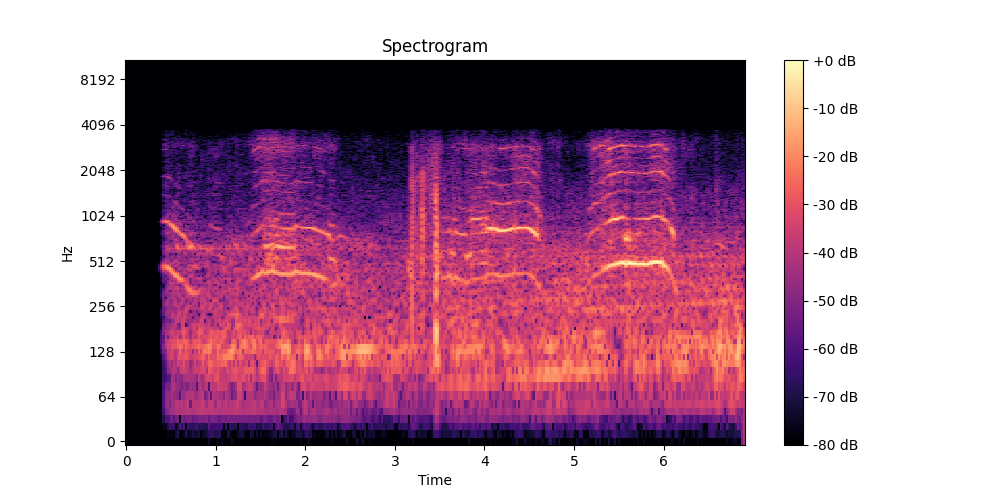 Spectrogram
8192
4096
2048
1024
512
256
128
64
0
Hz
0 1 2 3 4 5 6
Time
+0 dB
-10 dB
-20 dB
-30 dB
-40 dB
-50 dB
-60 dB
-70 dB
-80 dB